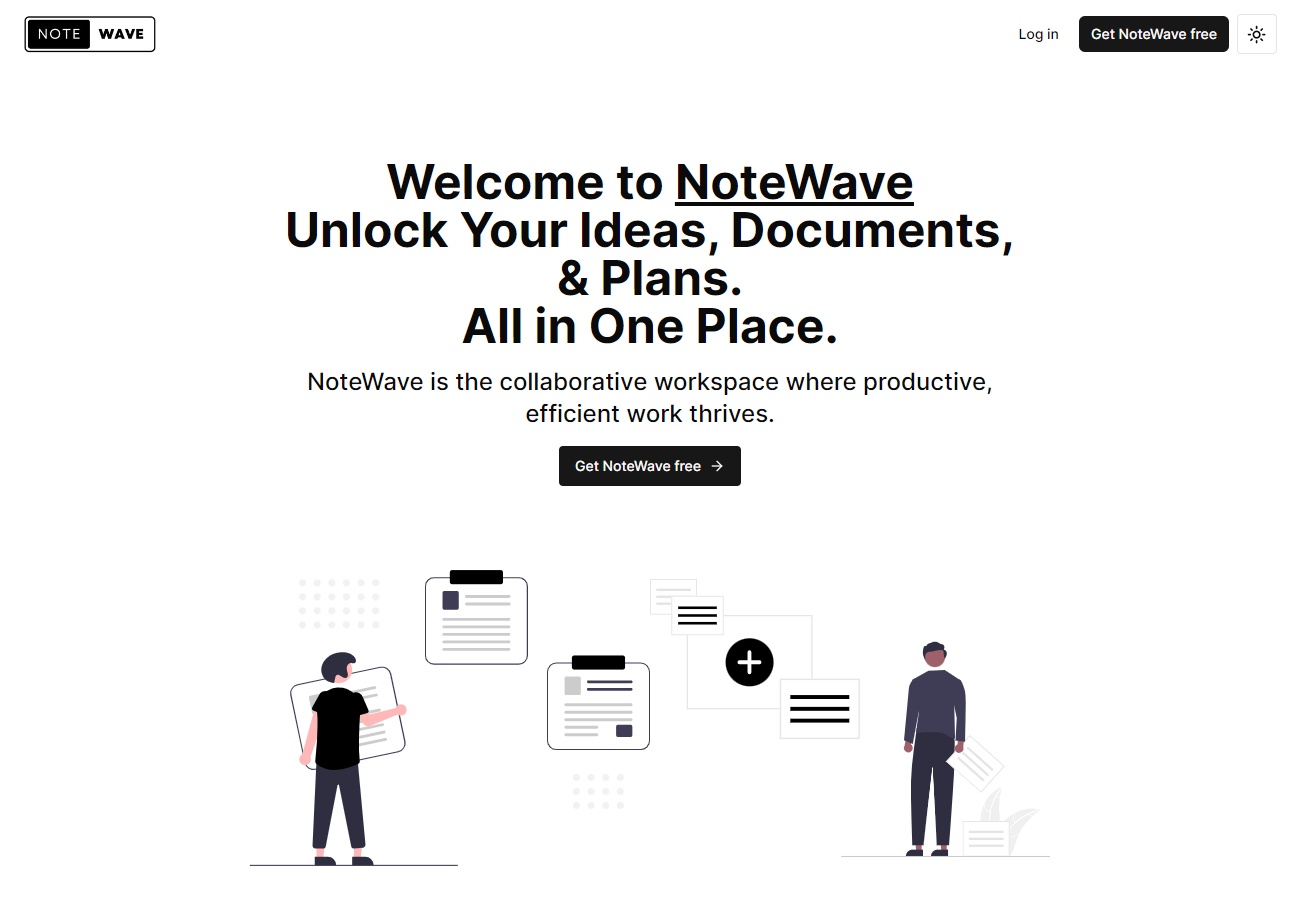 NOTE WAVE
Log in
Get NoteWave free
Welcome to NoteWave
Unlock Your Ideas, Documents,
& Plans.
All in One Place.
NoteWave is the collaborative workspace where productive,
efficient work thrives.
Get NoteWave free